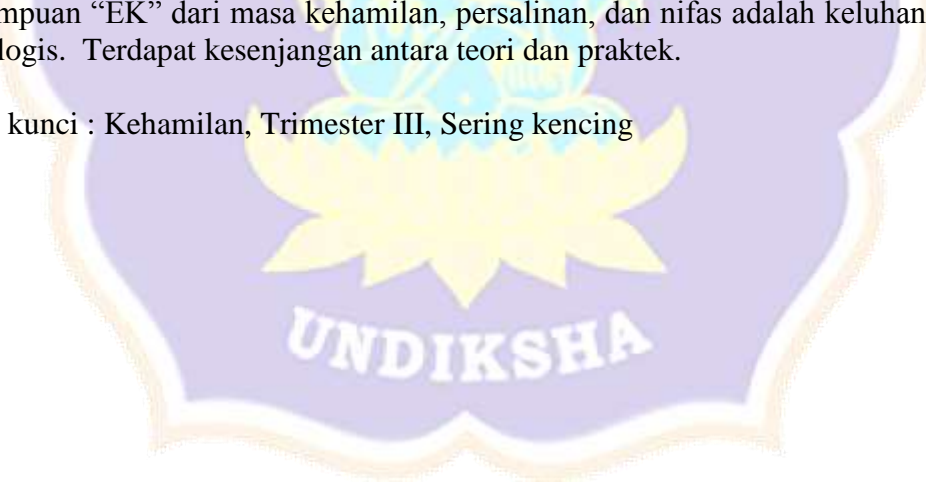 mpuan “EK” dari masa kehamilan, persalinan, dan nifas adalah keluhan
logis.  Terdapat kesenjangan antara teori dan praktek.
kunci : Kehamilan, Trimester III, Sering kencing
UNDIKSHA